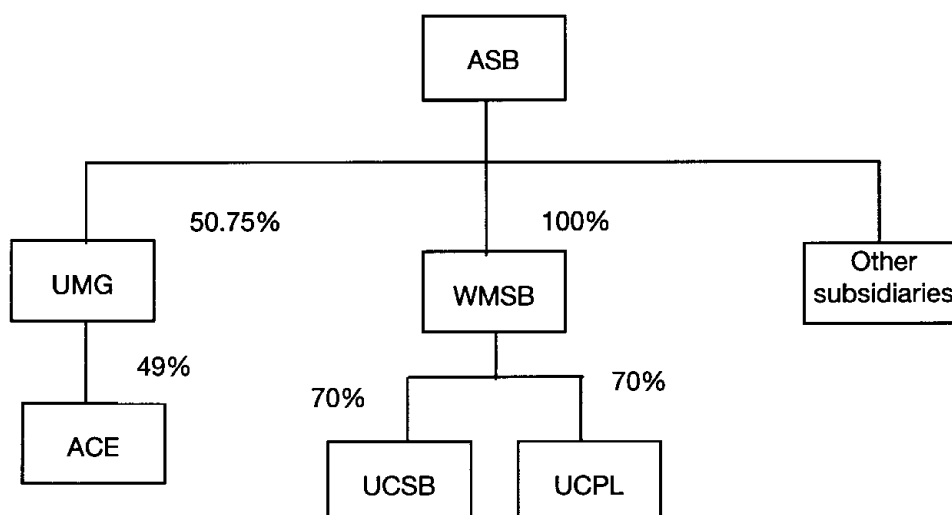 ASB
50.75%
100%
UMG
WMSB
Other
subsidiaries
49%
70%
70%
ACE
UCSB
UCPL